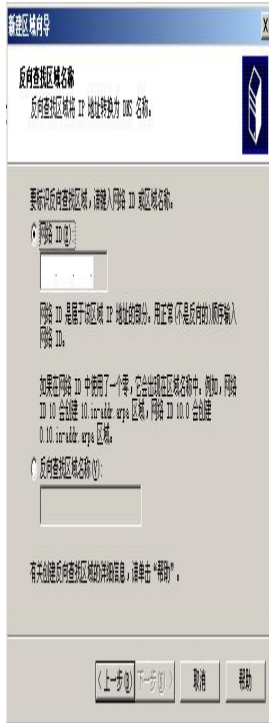 新建区域向导
反向查找区域名称
反向查找区域将 IP 地址转换为 DNS 名称。
要标识反向查找区域，请键入网络 ID 或区域名称。
网络 ID(E):
网络 ID 是属于该区域 IP 地址的部分。用正常(不是反向的)顺序输入
网络 ID。
如果在网络 ID 中使用了一个零，它会出现在区域名称中。例如，网络
ID 10 会创建 10.in-addr.arpa 区域，网络 ID 10.0 会创建
0.10.in-addr.arpa 区域。
反向查找区域名称(V):
有关创建反向查找区域的详细信息，请单击“帮助”。
<上一步(B) 下一步(N)> 取消 帮助